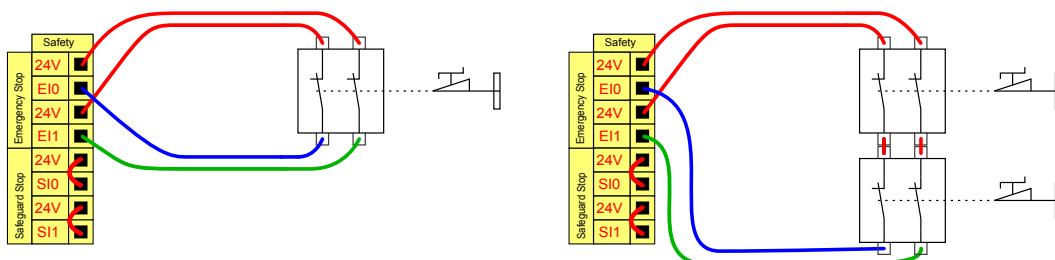 Safety
Emergency Stop
24V
EI0
24V
EI1
Safeguard Stop
24V
SI0
24V
SI1
Safety
Emergency Stop
24V
EI0
24V
EI1
Safeguard Stop
24V
SI0
24V
SI1